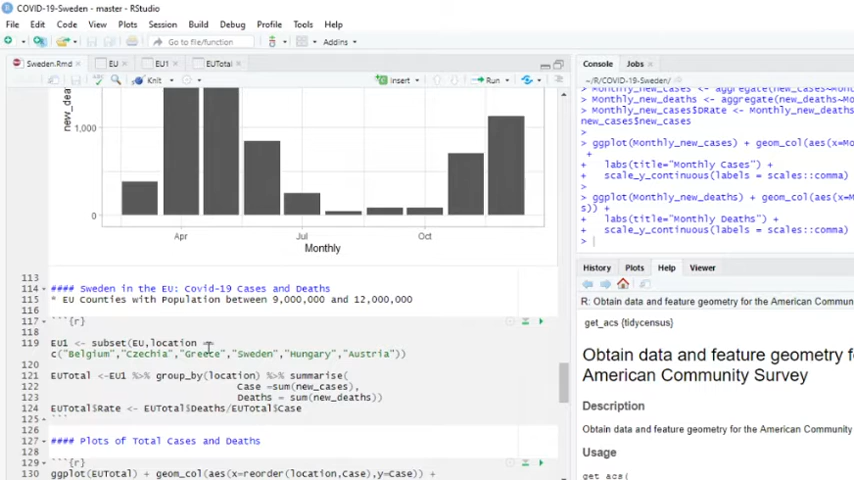 COVID-19-Sweden - master - RStudio
File Edit Code View Plots Session Build Debug Profile Tools Help
Go to file/function Addins
Sweden.Rmd EU EU1 EUTotal
Knit Insert Run
new_dea
1,000
0
Apr Jul Oct
Monthly
113
114 #### Sweden in the EU: Covid-19 Cases and Deaths
115 * EU Counties with Population between 9,000,000 and 12,000,000
116
117 ```{r}
118
119 EU1 <- subset(EU,location =
c("Belgium","Czechia","Greece","Sweden","Hungary","Austria"))
120
121 EUTotal <-EU1 %>% group_by(location) %>% summarise(
122 Case =sum(new_cases),
123 Deaths = sum(new_deaths))
124 EUTotal$Rate <- EUTotal$Deaths/EUTotal$Case
125 ```
126
127 #### Plots of Total Cases and Deaths
128
129 ```{r}
130 ggplot(EUTotal) + geom_col(aes(x=reorder(location,Case),y=Case)) +
Console Jobs
~/R/COVID-19-Sweden/
> Monthly_new_cases <- aggregate(new_cases~Mon
> Monthly_new_deaths <- aggregate(new_deaths~Mo
> Monthly_new_cases$DRate <- Monthly_new_deaths
new_cases$new_cases
>
> ggplot(Monthly_new_cases) + geom_col(aes(x=Mo
+
+ labs(title="Monthly Cases") +
+ scale_y_continuous(labels = scales::comma)
>
> ggplot(Monthly_new_deaths) + geom_col(aes(x=M
s)) +
+ labs(title="Monthly Deaths") +
+ scale_y_continuous(labels = scales::comma)
>
History Plots Help Viewer
R: Obtain data and feature geometry for the American Commun
get_acs {tidycensus}
Obtain data and feature geometry for the
American Community Survey
Description
Obtain data and feature geometry for the American Community
Usage
get_acs(